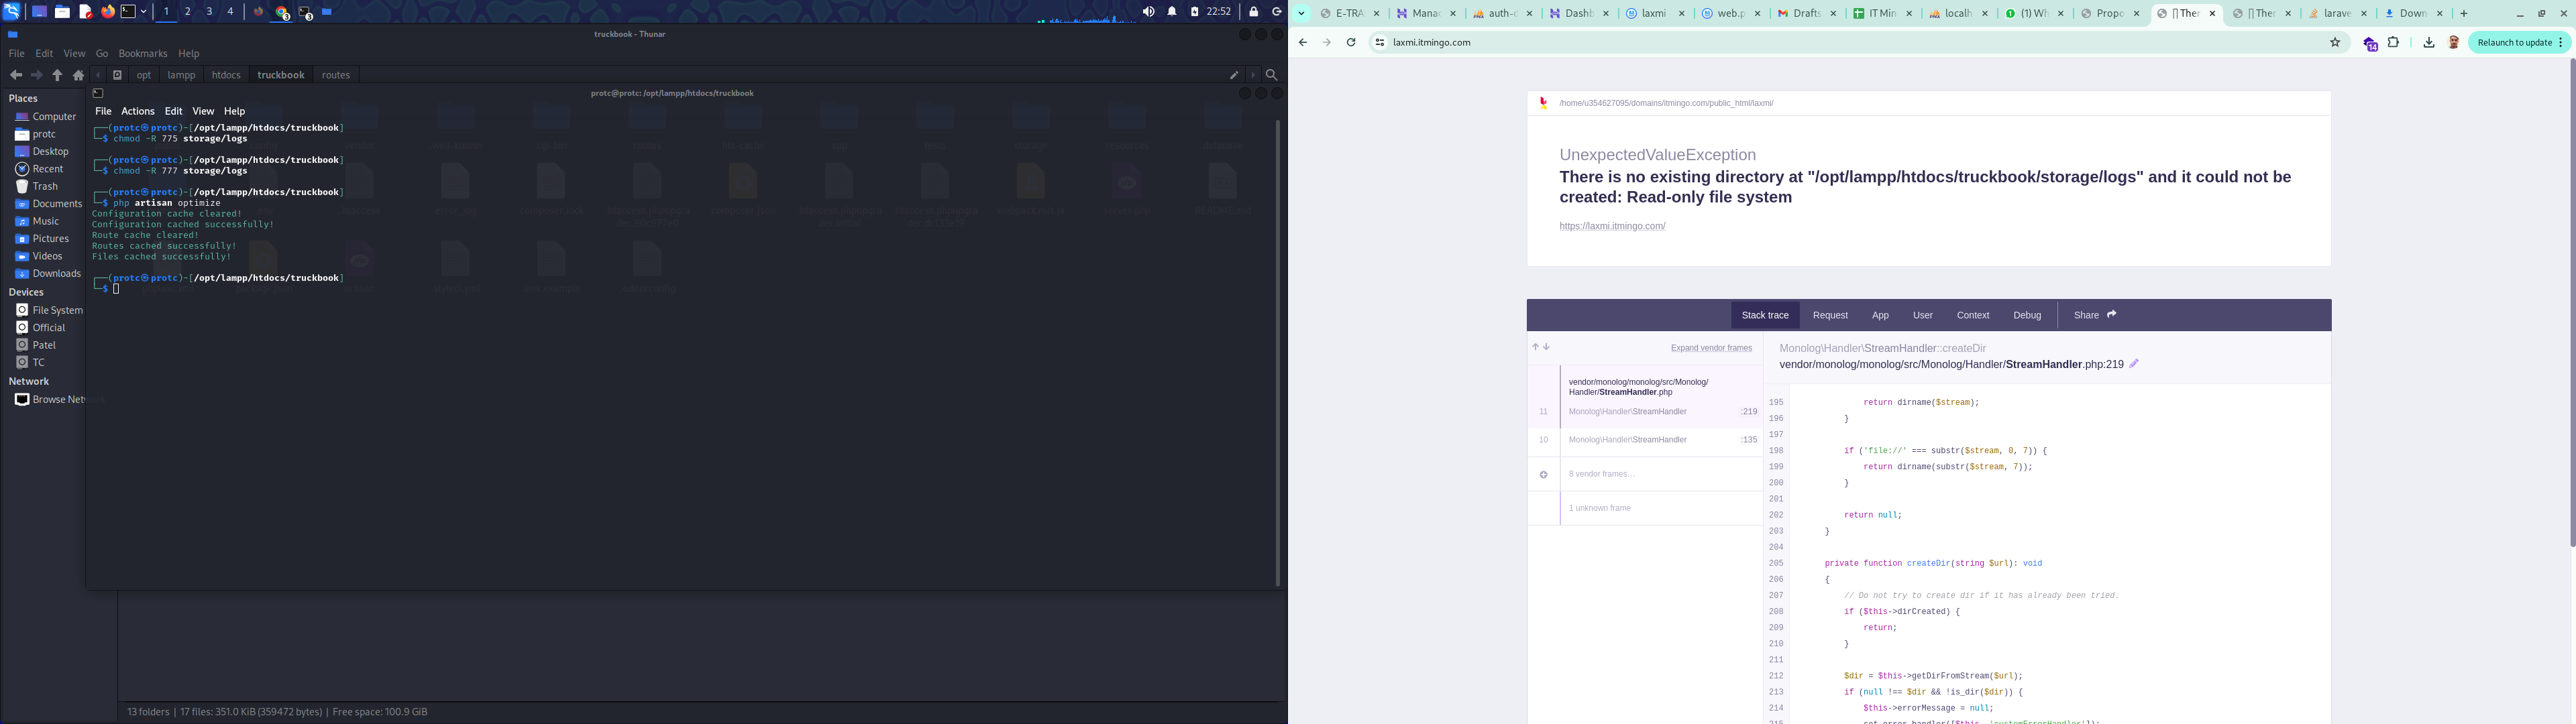 1
2
3
4
3
3
22:52
truckbook - Thunar
File Edit View Go Bookmarks Help
opt lampp htdocs truckbook routes
Places
Computer
protc
Desktop
Recent
Trash
Documents
Music
Pictures
Videos
Downloads
Devices
File System
Official
Patel
TC
Network
Browse Net
protc@protc: /opt/lampp/htdocs/truckbook
File Actions Edit View Help
┌──(protc㉿protc)-[/opt/lampp/htdocs/truckbook]
└─$ chmod -R 775 storage/logs
┌──(protc㉿protc)-[/opt/lampp/htdocs/truckbook]
└─$ chmod -R 777 storage/logs
┌──(protc㉿protc)-[/opt/lampp/htdocs/truckbook]
└─$ php artisan optimize
Configuration cache cleared!
Configuration cached successfully!
Route cache cleared!
Routes cached successfully!
Files cached successfully!
┌──(protc㉿protc)-[/opt/lampp/htdocs/truckbook]
└─$
13 folders | 17 files: 351.0 KiB (359472 bytes) | Free space: 100.9 GiB
E-TRA Manag auth-d Dashb laxmi web.p Drafts IT Min localh (1) Wh Propo Ther Ther larave Down
laxmi.itmingo.com
14
Relaunch to update
/home/u354627095/domains/itmingo.com/public_html/laxmi/
UnexpectedValueException
There is no existing directory at "/opt/lampp/htdocs/truckbook/storage/logs" and it could not be
created: Read-only file system
https://laxmi.itmingo.com/
Stack trace Request App User Context Debug Share
Expand vendor frames
vendor/monolog/monolog/src/Monolog/
Handler/StreamHandler.php
11 Monolog\Handler\StreamHandler :219
10 Monolog\Handler\StreamHandler :135
8 vendor frames…
1 unknown frame
Monolog\Handler\StreamHandler::createDir
vendor/monolog/monolog/src/Monolog/Handler/StreamHandler.php:219
195 return dirname($stream);
196 }
197
198 if ('file://' === substr($stream, 0, 7)) {
199 return dirname(substr($stream, 7));
200 }
201
202 return null;
203 }
204
205 private function createDir(string $url): void
206 {
207 // Do not try to create dir if it has already been tried.
208 if ($this->dirCreated) {
209 return;
210 }
211
212 $dir = $this->getDirFromStream($url);
213 if (null !== $dir && !is_dir($dir)) {
214 $this->errorMessage = null;
215 set_error_handler([$this, 'customErrorHandler']);